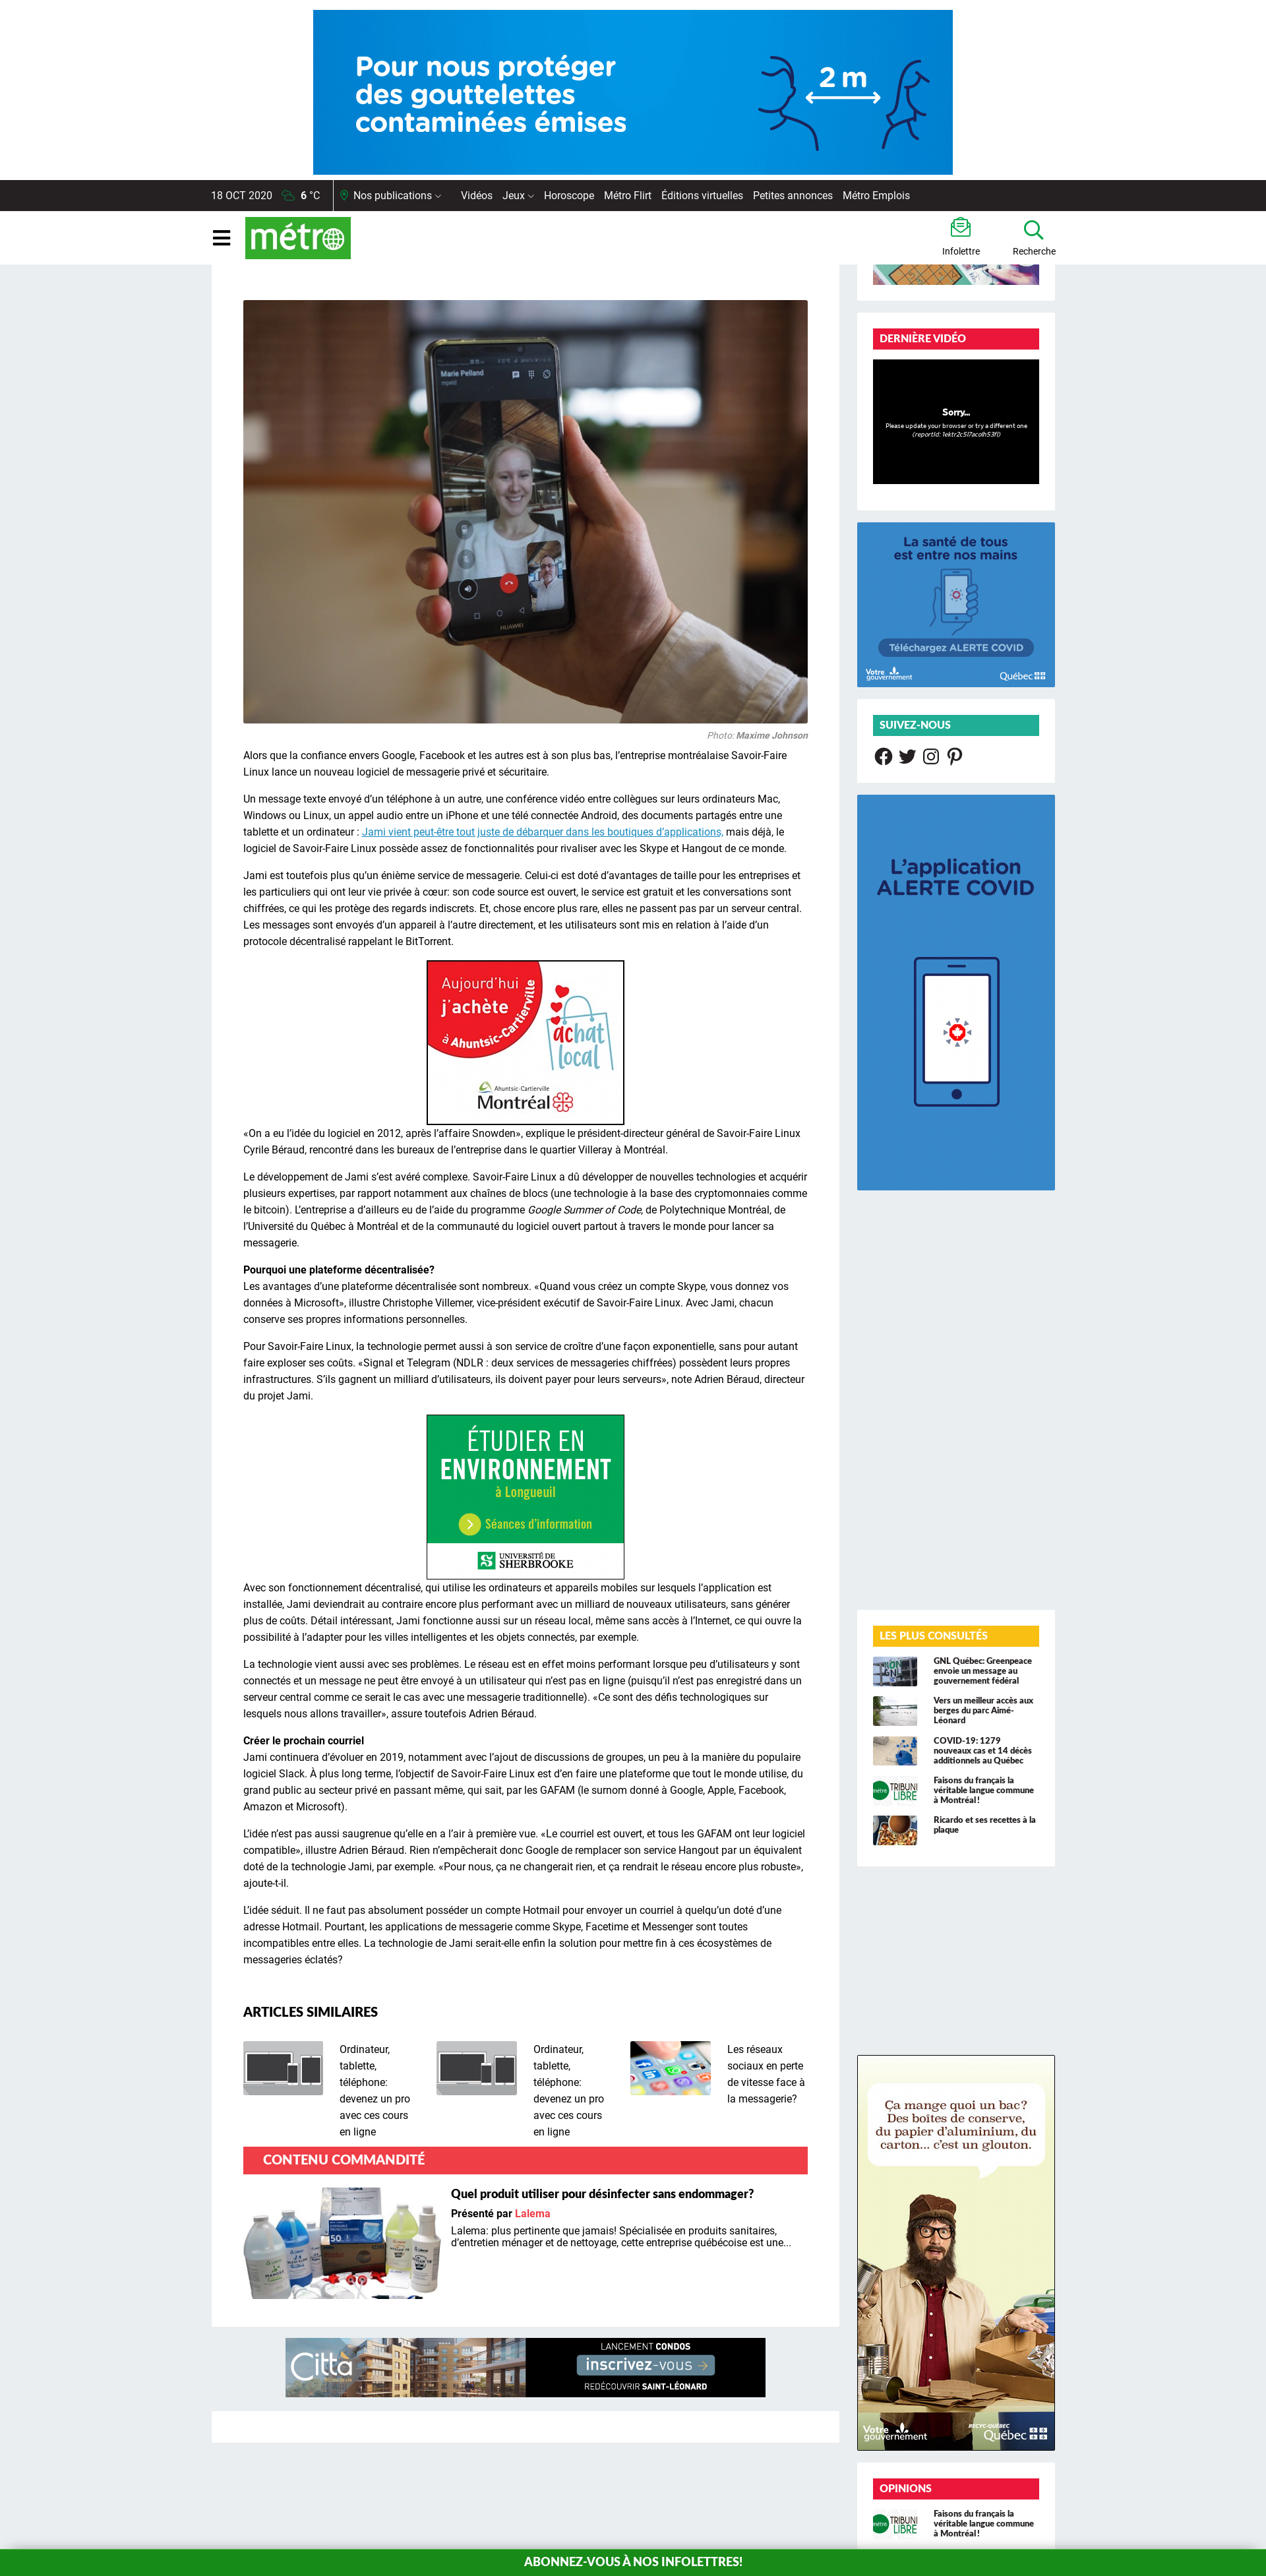 Pour nous protéger
des gouttelettes
contaminées émises
2 m
18 OCT 2020 6 °C Nos publications Vidéos Jeux Horoscope Métro Flirt Éditions virtuelles Petites annonces Métro Emplois
métro
Infolettre
Recherche
Marie Pelland
HUAWEI
Photo: Maxime Johnson
Alors que la confiance envers Google, Facebook et les autres est à son plus bas, l’entreprise montréalaise Savoir-Faire
Linux lance un nouveau logiciel de messagerie privé et sécuritaire.
Un message texte envoyé d’un téléphone à un autre, une conférence vidéo entre collègues sur leurs ordinateurs Mac,
Windows ou Linux, un appel audio entre un iPhone et une télé connectée Android, des documents partagés entre une
tablette et un ordinateur : Jami vient peut-être tout juste de débarquer dans les boutiques d’applications, mais déjà, le
logiciel de Savoir-Faire Linux possède assez de fonctionnalités pour rivaliser avec les Skype et Hangout de ce monde.
Jami est toutefois plus qu’un énième service de messagerie. Celui-ci est doté d’avantages de taille pour les entreprises et
les particuliers qui ont leur vie privée à cœur: son code source est ouvert, le service est gratuit et les conversations sont
chiffrées, ce qui les protège des regards indiscrets. Et, chose encore plus rare, elles ne passent pas par un serveur central.
Les messages sont envoyés d’un appareil à l’autre directement, et les utilisateurs sont mis en relation à l’aide d’un
protocole décentralisé rappelant le BitTorrent.
Aujourd’hui
j’achète
à Ahuntsic-Cartierville
achat
local
Ahuntsic-Cartierville
Montréal
«On a eu l’idée du logiciel en 2012, après l’affaire Snowden», explique le président-directeur général de Savoir-Faire Linux
Cyrile Béraud, rencontré dans les bureaux de l’entreprise dans le quartier Villeray à Montréal.
Le développement de Jami s’est avéré complexe. Savoir-Faire Linux a dû développer de nouvelles technologies et acquérir
plusieurs expertises, par rapport notamment aux chaînes de blocs (une technologie à la base des cryptomonnaies comme
le bitcoin). L’entreprise a d’ailleurs eu de l’aide du programme Google Summer of Code, de Polytechnique Montréal, de
l’Université du Québec à Montréal et de la communauté du logiciel ouvert partout à travers le monde pour lancer sa
messagerie.
Pourquoi une plateforme décentralisée?
Les avantages d’une plateforme décentralisée sont nombreux. «Quand vous créez un compte Skype, vous donnez vos
données à Microsoft», illustre Christophe Villemer, vice-président exécutif de Savoir-Faire Linux. Avec Jami, chacun
conserve ses propres informations personnelles.
Pour Savoir-Faire Linux, la technologie permet aussi à son service de croître d’une façon exponentielle, sans pour autant
faire exploser ses coûts. «Signal et Telegram (NDLR : deux services de messageries chiffrées) possèdent leurs propres
infrastructures. S’ils gagnent un milliard d’utilisateurs, ils doivent payer pour leurs serveurs», note Adrien Béraud, directeur
du projet Jami.
ÉTUDIER EN
ENVIRONNEMENT
à Longueuil
Séances d’information
UNIVERSITÉ DE
SHERBROOKE
Avec son fonctionnement décentralisé, qui utilise les ordinateurs et appareils mobiles sur lesquels l’application est
installée, Jami deviendrait au contraire encore plus performant avec un milliard de nouveaux utilisateurs, sans générer
plus de coûts. Détail intéressant, Jami fonctionne aussi sur un réseau local, même sans accès à l’Internet, ce qui ouvre la
possibilité à l’adapter pour les villes intelligentes et les objets connectés, par exemple.
La technologie vient aussi avec ses problèmes. Le réseau est en effet moins performant lorsque peu d’utilisateurs y sont
connectés et un message ne peut être envoyé à un utilisateur qui n’est pas en ligne (puisqu’il n’est pas enregistré dans un
serveur central comme ce serait le cas avec une messagerie traditionnelle). «Ce sont des défis technologiques sur
lesquels nous allons travailler», assure toutefois Adrien Béraud.
Créer le prochain courriel
Jami continuera d’évoluer en 2019, notamment avec l’ajout de discussions de groupes, un peu à la manière du populaire
logiciel Slack. À plus long terme, l’objectif de Savoir-Faire Linux est d’en faire une plateforme que tout le monde utilise, du
grand public au secteur privé en passant même, qui sait, par les GAFAM (le surnom donné à Google, Apple, Facebook,
Amazon et Microsoft).
L’idée n’est pas aussi saugrenue qu’elle en a l’air à première vue. «Le courriel est ouvert, et tous les GAFAM ont leur logiciel
compatible», illustre Adrien Béraud. Rien n’empêcherait donc Google de remplacer son service Hangout par un équivalent
doté de la technologie Jami, par exemple. «Pour nous, ça ne changerait rien, et ça rendrait le réseau encore plus robuste»,
ajoute-t-il.
L’idée séduit. Il ne faut pas absolument posséder un compte Hotmail pour envoyer un courriel à quelqu’un doté d’une
adresse Hotmail. Pourtant, les applications de messagerie comme Skype, Facetime et Messenger sont toutes
incompatibles entre elles. La technologie de Jami serait-elle enfin la solution pour mettre fin à ces écosystèmes de
messageries éclatés?
ARTICLES SIMILAIRES
Ordinateur,
tablette,
téléphone:
devenez un pro
avec ces cours
en ligne
Ordinateur,
tablette,
téléphone:
devenez un pro
avec ces cours
en ligne
Les réseaux
sociaux en perte
de vitesse face à
la messagerie?
CONTENU COMMANDITÉ
Quel produit utiliser pour désinfecter sans endommager?
Présenté par Lalema
Lalema: plus pertinente que jamais! Spécialisée en produits sanitaires,
d’entretien ménager et de nettoyage, cette entreprise québécoise est une...
Città
LANCEMENT CONDOS
inscrivez-vous
REDÉCOUVRIR SAINT-LÉONARD
DERNIÈRE VIDÉO
Sorry...
Please update your browser or try a different one
La santé de tous
est entre nos mains
Téléchargez ALERTE COVID
Votre
gouvernement
Québec
SUIVEZ-NOUS
L’application
ALERTE COVID
LES PLUS CONSULTÉS
GNL Québec: Greenpeace
envoie un message au
gouvernement fédéral
Vers un meilleur accès aux
berges du parc Aimé-
Léonard
COVID-19: 1279
nouveaux cas et 14 décès
additionnels au Québec
métro TRIBUNE
LIBRE
Faisons du français la
véritable langue commune
à Montréal!
Ricardo et ses recettes à la
plaque
Ça mange quoi un bac?
Des boîtes de conserve,
du papier d’aluminium, du
carton... c’est un glouton.
Votre
gouvernement
RECYC-QUÉBEC
Québec
OPINIONS
métro TRIBUNE
LIBRE
Faisons du français la
véritable langue commune
à Montréal!
ABONNEZ-VOUS À NOS INFOLETTRES!